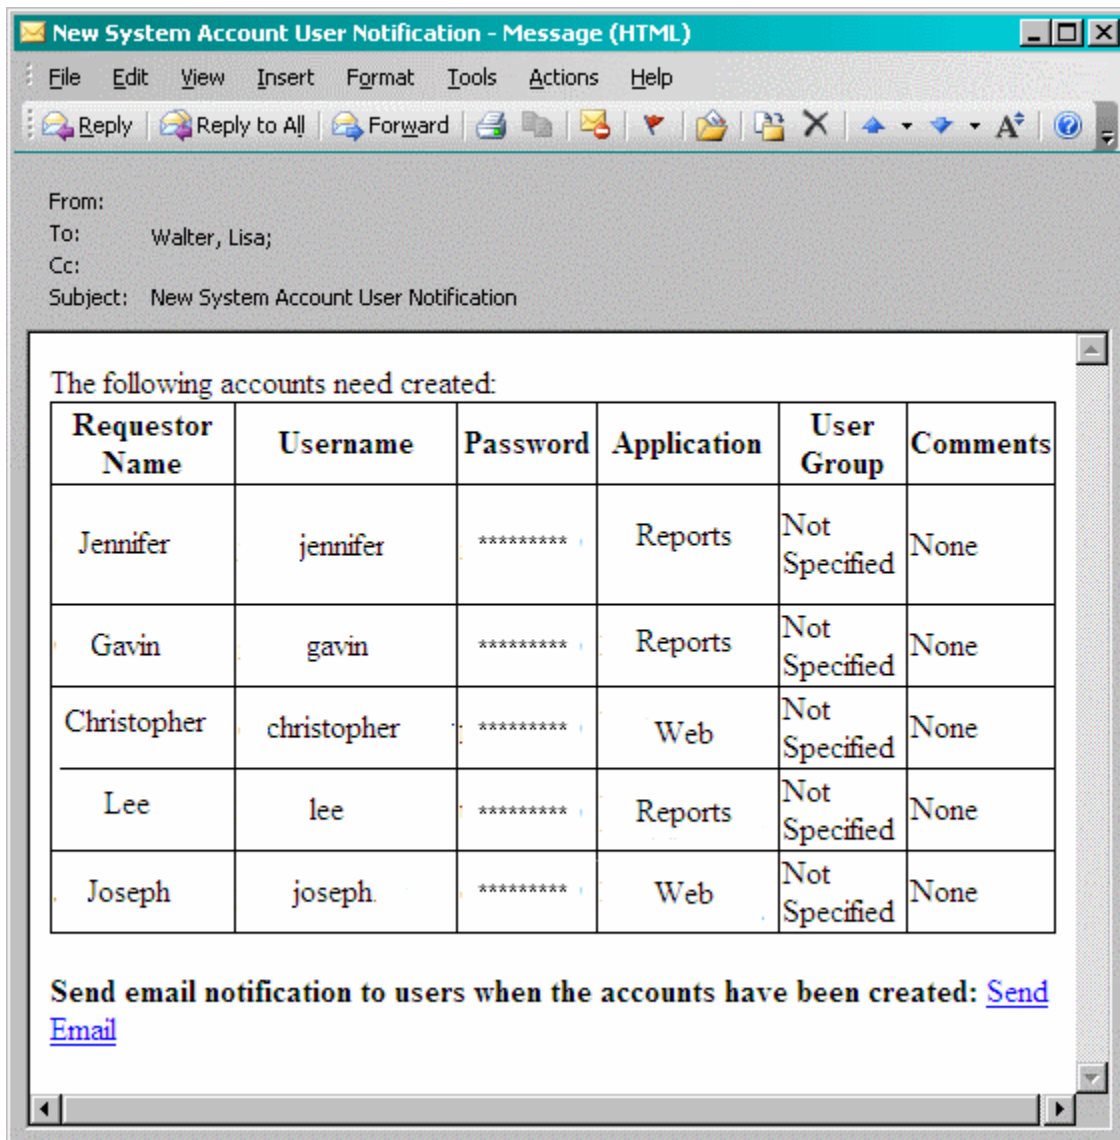 New System Account User Notification - Message (HTML)
File Edit View Insert Format Tools Actions Help
Reply Reply to All Forward
From:
To: Walter, Lisa;
Cc:
Subject: New System Account User Notification
The following accounts need created:
Requestor Name Username Password Application User Group Comments
Jennifer jennifer ********* Reports Not Specified None
Gavin gavin ********* Reports Not Specified None
Christopher christopher ********* Web Not Specified None
Lee lee ********* Reports Not Specified None
Joseph joseph ********* Web Not Specified None
Send email notification to users when the accounts have been created: Send
Email